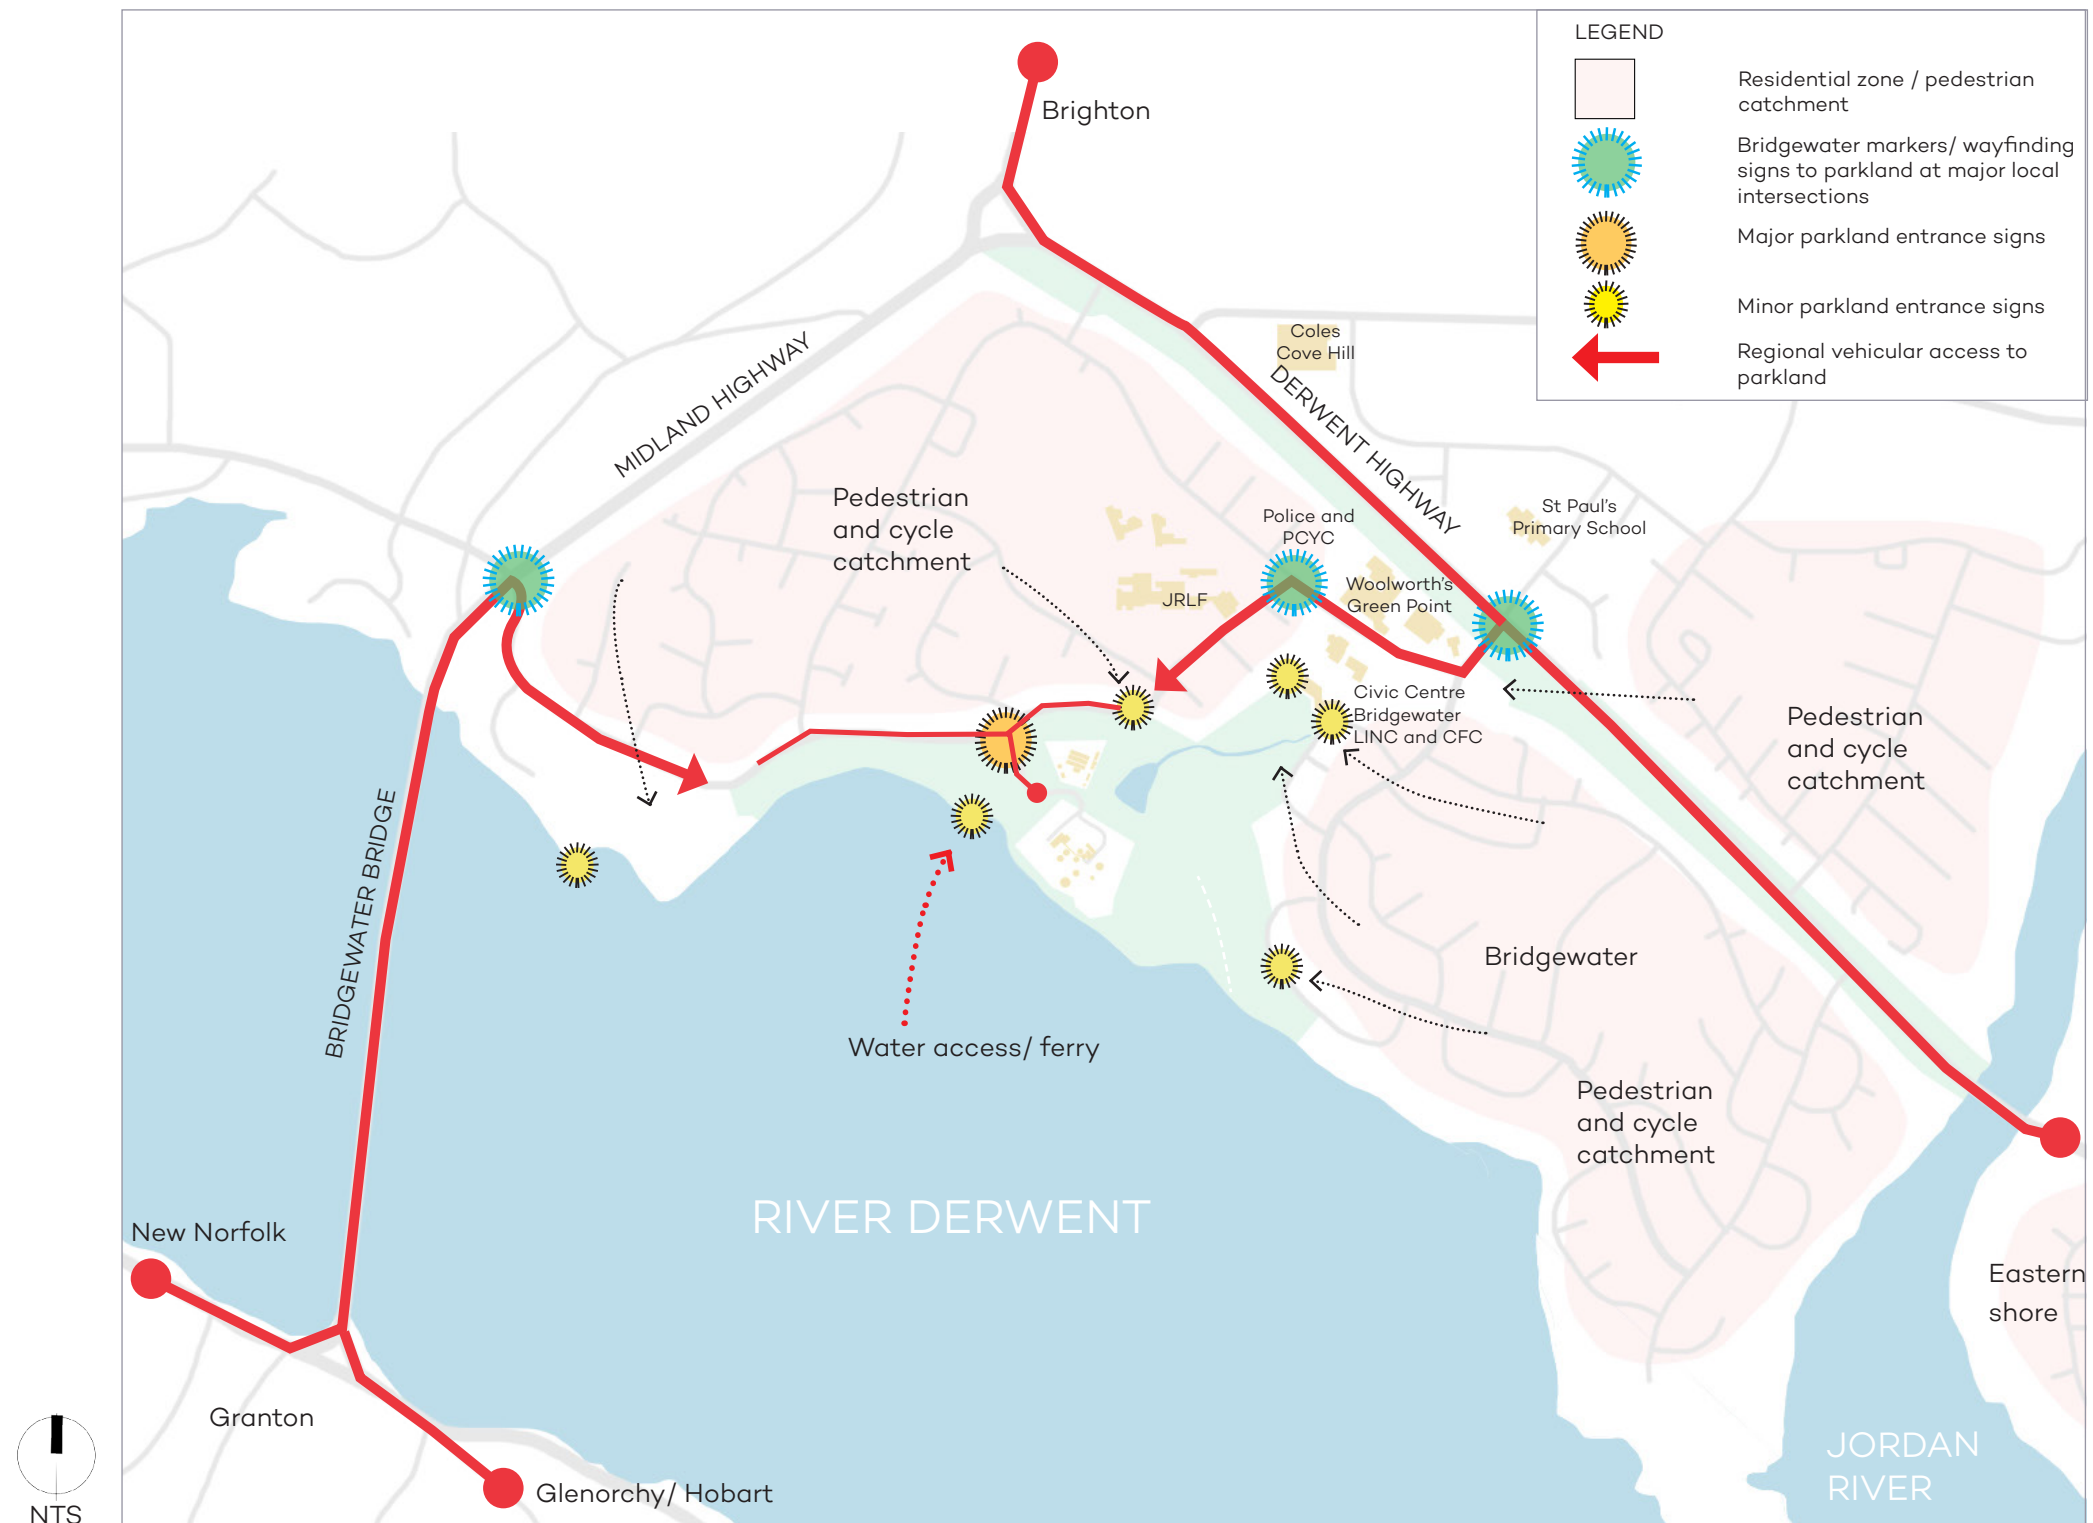 LEGEND
Residential zone / pedestrian
catchment
Bridgewater markers/ wayfinding
signs to parkland at major local
intersections
Major parkland entrance signs
Minor parkland entrance signs
Regional vehicular access to
parkland
Brighton
MIDLAND HIGHWAY
Coles
Cove Hill
DERWENT HIGHWAY
Pedestrian
and cycle
catchment
Police and
PCYC
St Paul's
Primary School
JRLF
Woolworth's
Green Point
Civic Centre
Bridgewater
LINC and CFC
Pedestrian
and cycle
catchment
BRIDGEWATER BRIDGE
Bridgewater
Water access/ ferry
Pedestrian
and cycle
catchment
RIVER DERWENT
New Norfolk
Eastern
shore
Granton
Glenorchy/ Hobart
JORDAN
RIVER
NTS